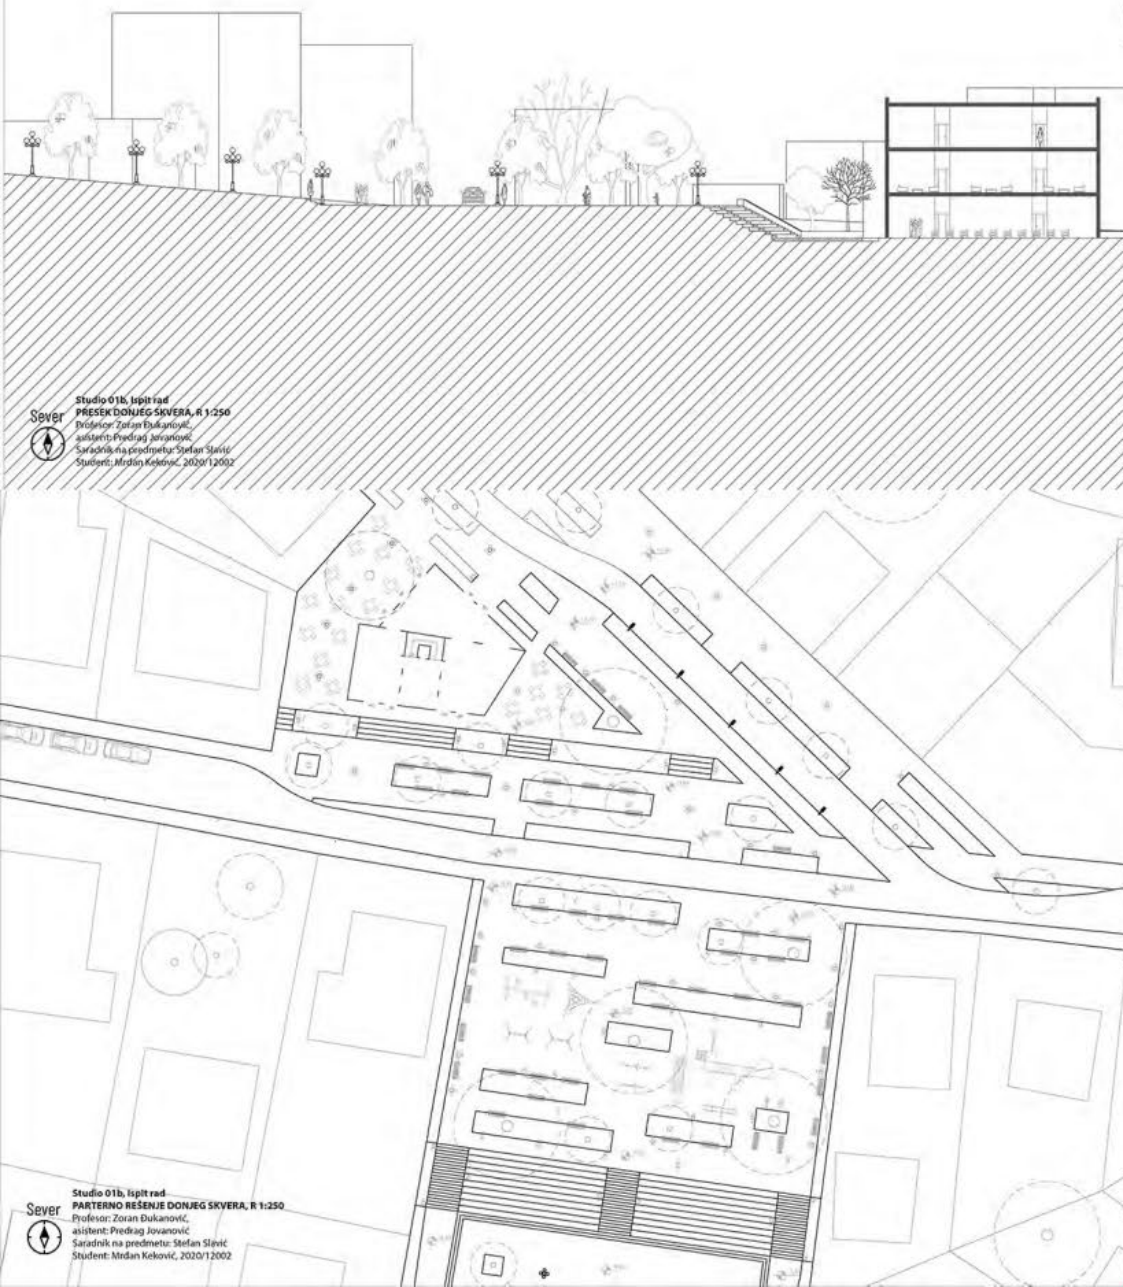 Sever
Studio 01b, Ispit rad
PRESEK DONJEG SKVERA, R 1:250
Profesor: Zoran Đukanović,
asistent: Predrag Jovanović
Saradnik na predmetu: Stefan Slavić
Student: Mrđan Keković, 2020/12002
Sever
Studio 01b, Ispit rad
PARTERNO REŠENJE DONJEG SKVERA, R 1:250
Profesor: Zoran Đukanović,
asistent: Predrag Jovanović
Saradnik na predmetu: Stefan Slavić
Student: Mrđan Keković, 2020/12002